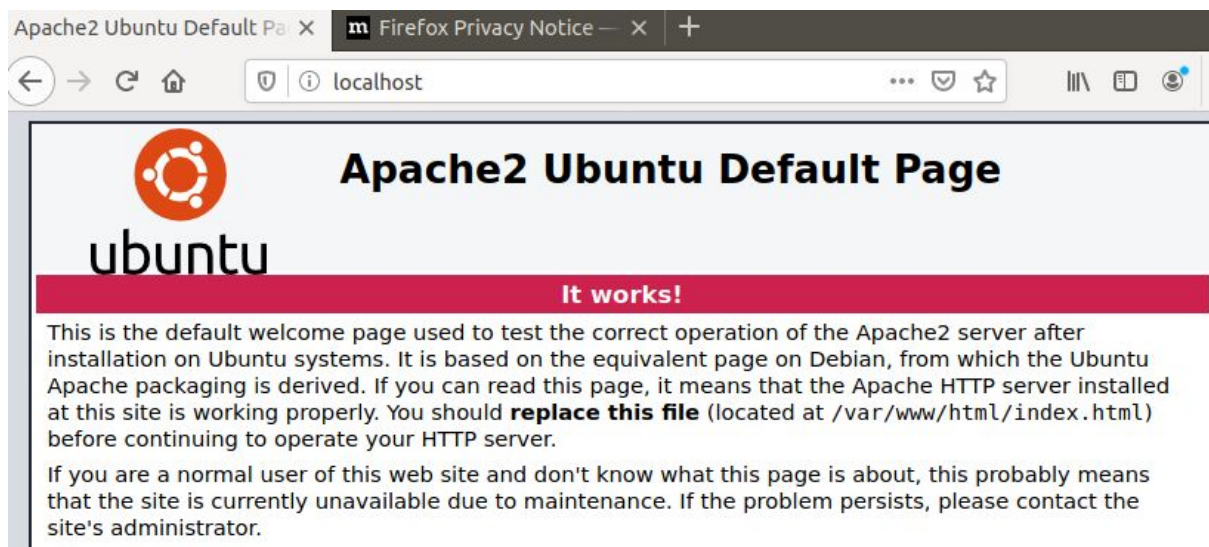 Apache2 Ubuntu Default Pa
m Firefox Privacy Notice —
localhost
ubuntu
Apache2 Ubuntu Default Page
It works!
This is the default welcome page used to test the correct operation of the Apache2 server after
installation on Ubuntu systems. It is based on the equivalent page on Debian, from which the Ubuntu
Apache packaging is derived. If you can read this page, it means that the Apache HTTP server installed
at this site is working properly. You should replace this file (located at /var/www/html/index.html)
before continuing to operate your HTTP server.
If you are a normal user of this web site and don't know what this page is about, this probably means
that the site is currently unavailable due to maintenance. If the problem persists, please contact the
site's administrator.